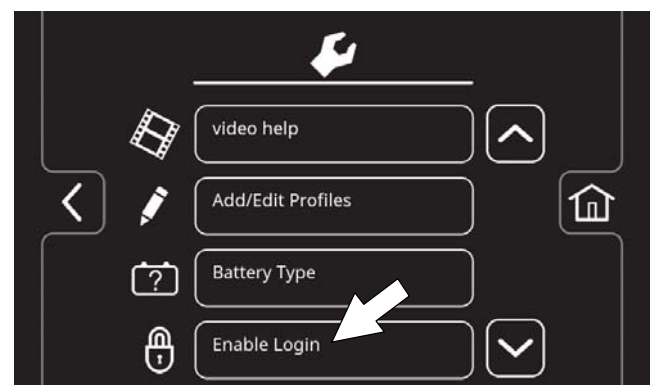 video help
Add/Edit Profiles
Battery Type
?
Enable Login